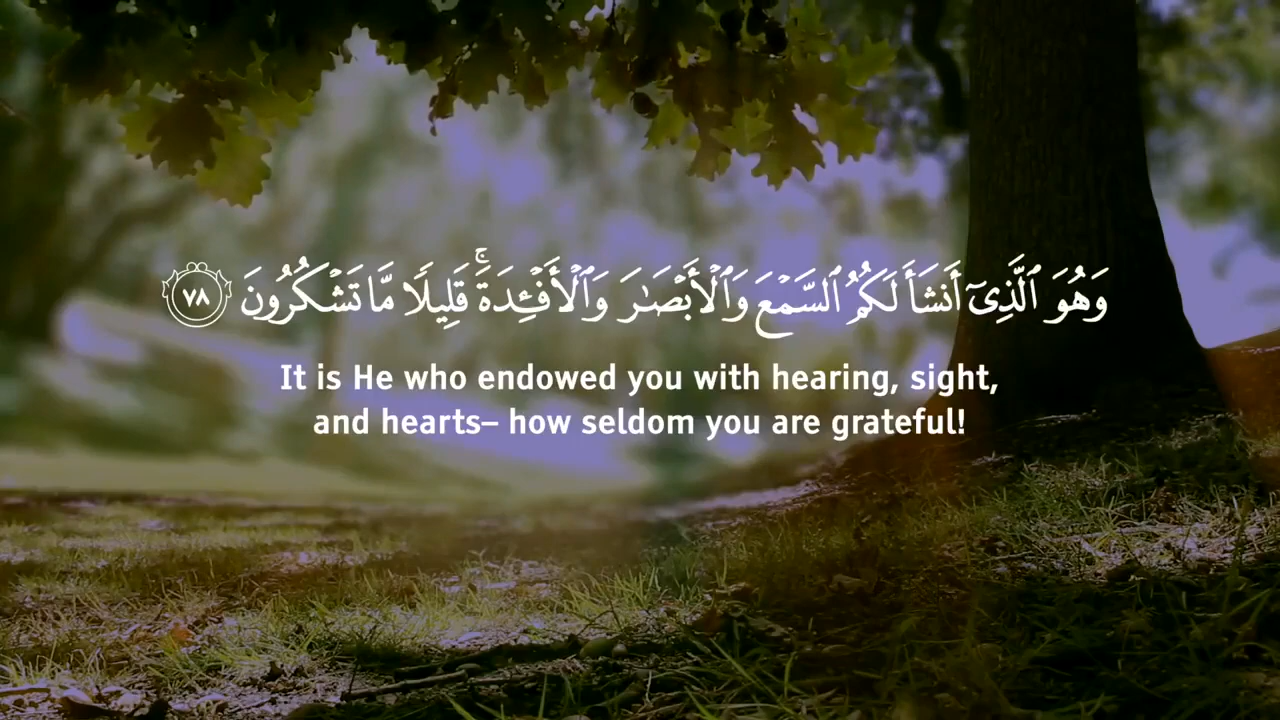 وَهُوَ ٱلَّذِىٓ أَنشَأَ لَكُمُ ٱلسَّمْعَ وَٱلْأَبْصَـٰرَ وَٱلْأَفْـِٔدَةَ ۚ قَلِيلًا مَّا تَشْكُرُونَ ٧٨
It is He who endowed you with hearing, sight,
and hearts– how seldom you are grateful!